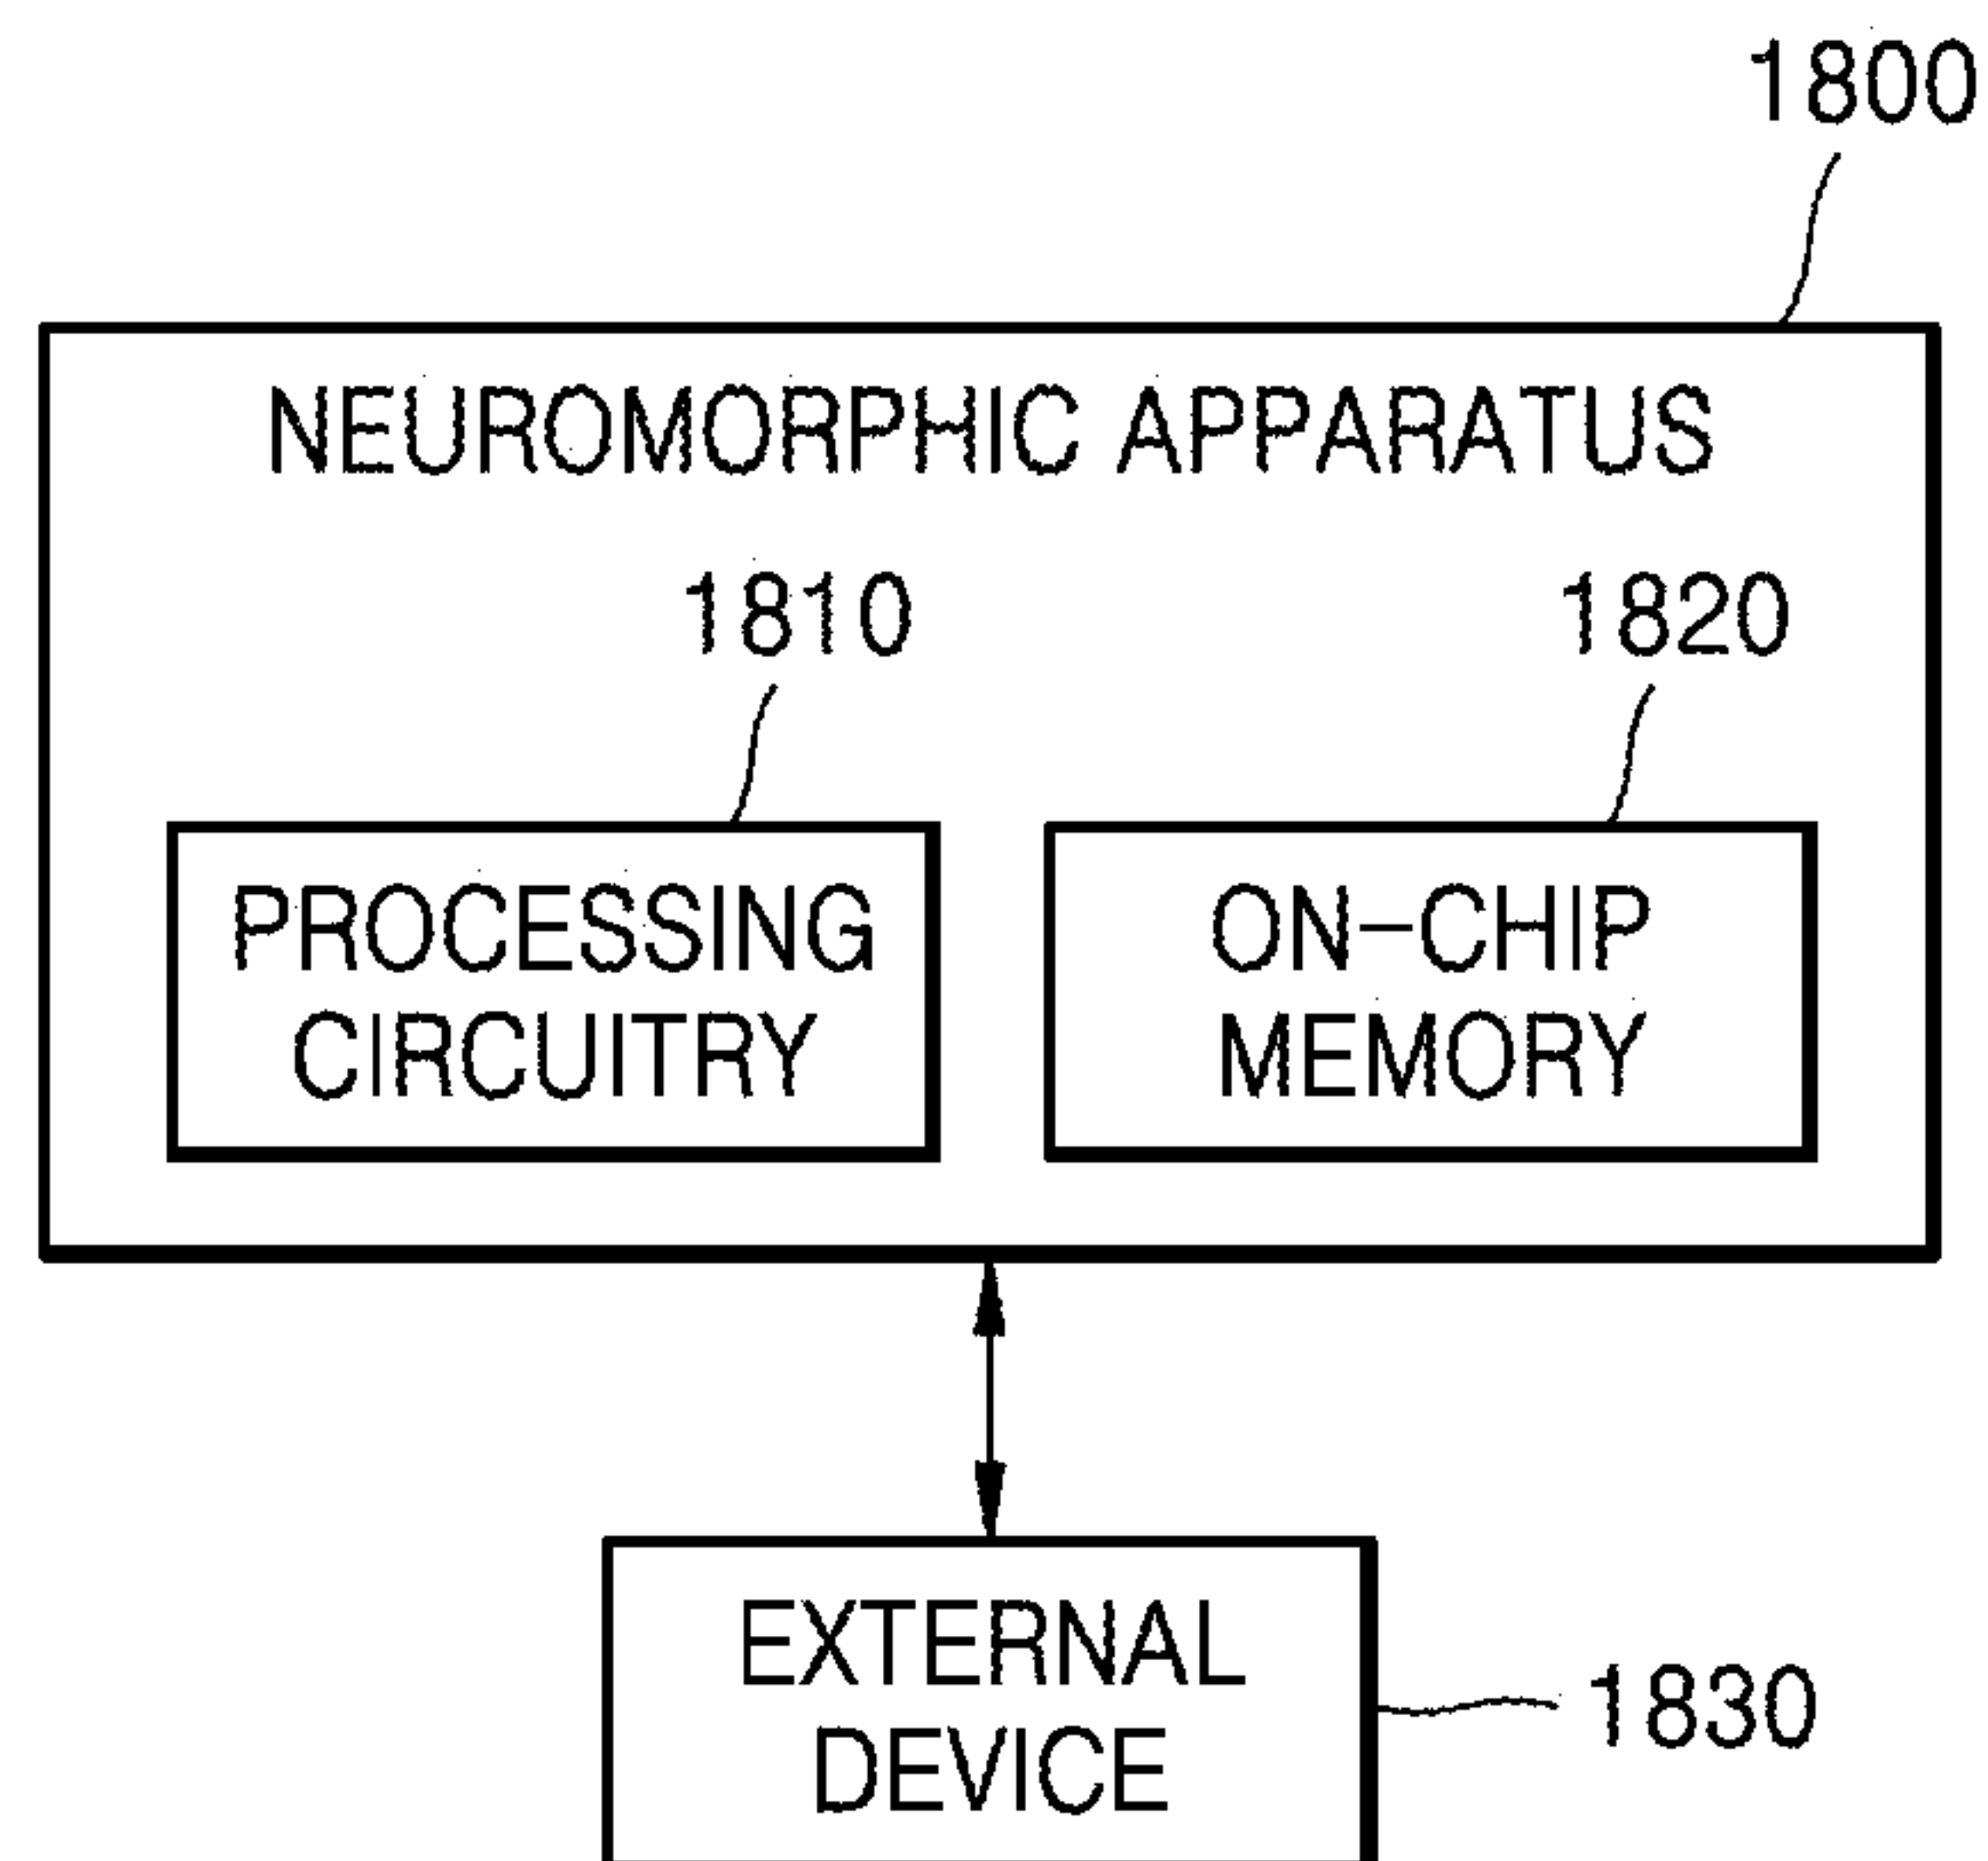 1800
NEUROMORPHIC APPARATUS
1810
1820
PROCESSING
CIRCUITRY
ON-CHIP
MEMORY
EXTERNAL
DEVICE
1830